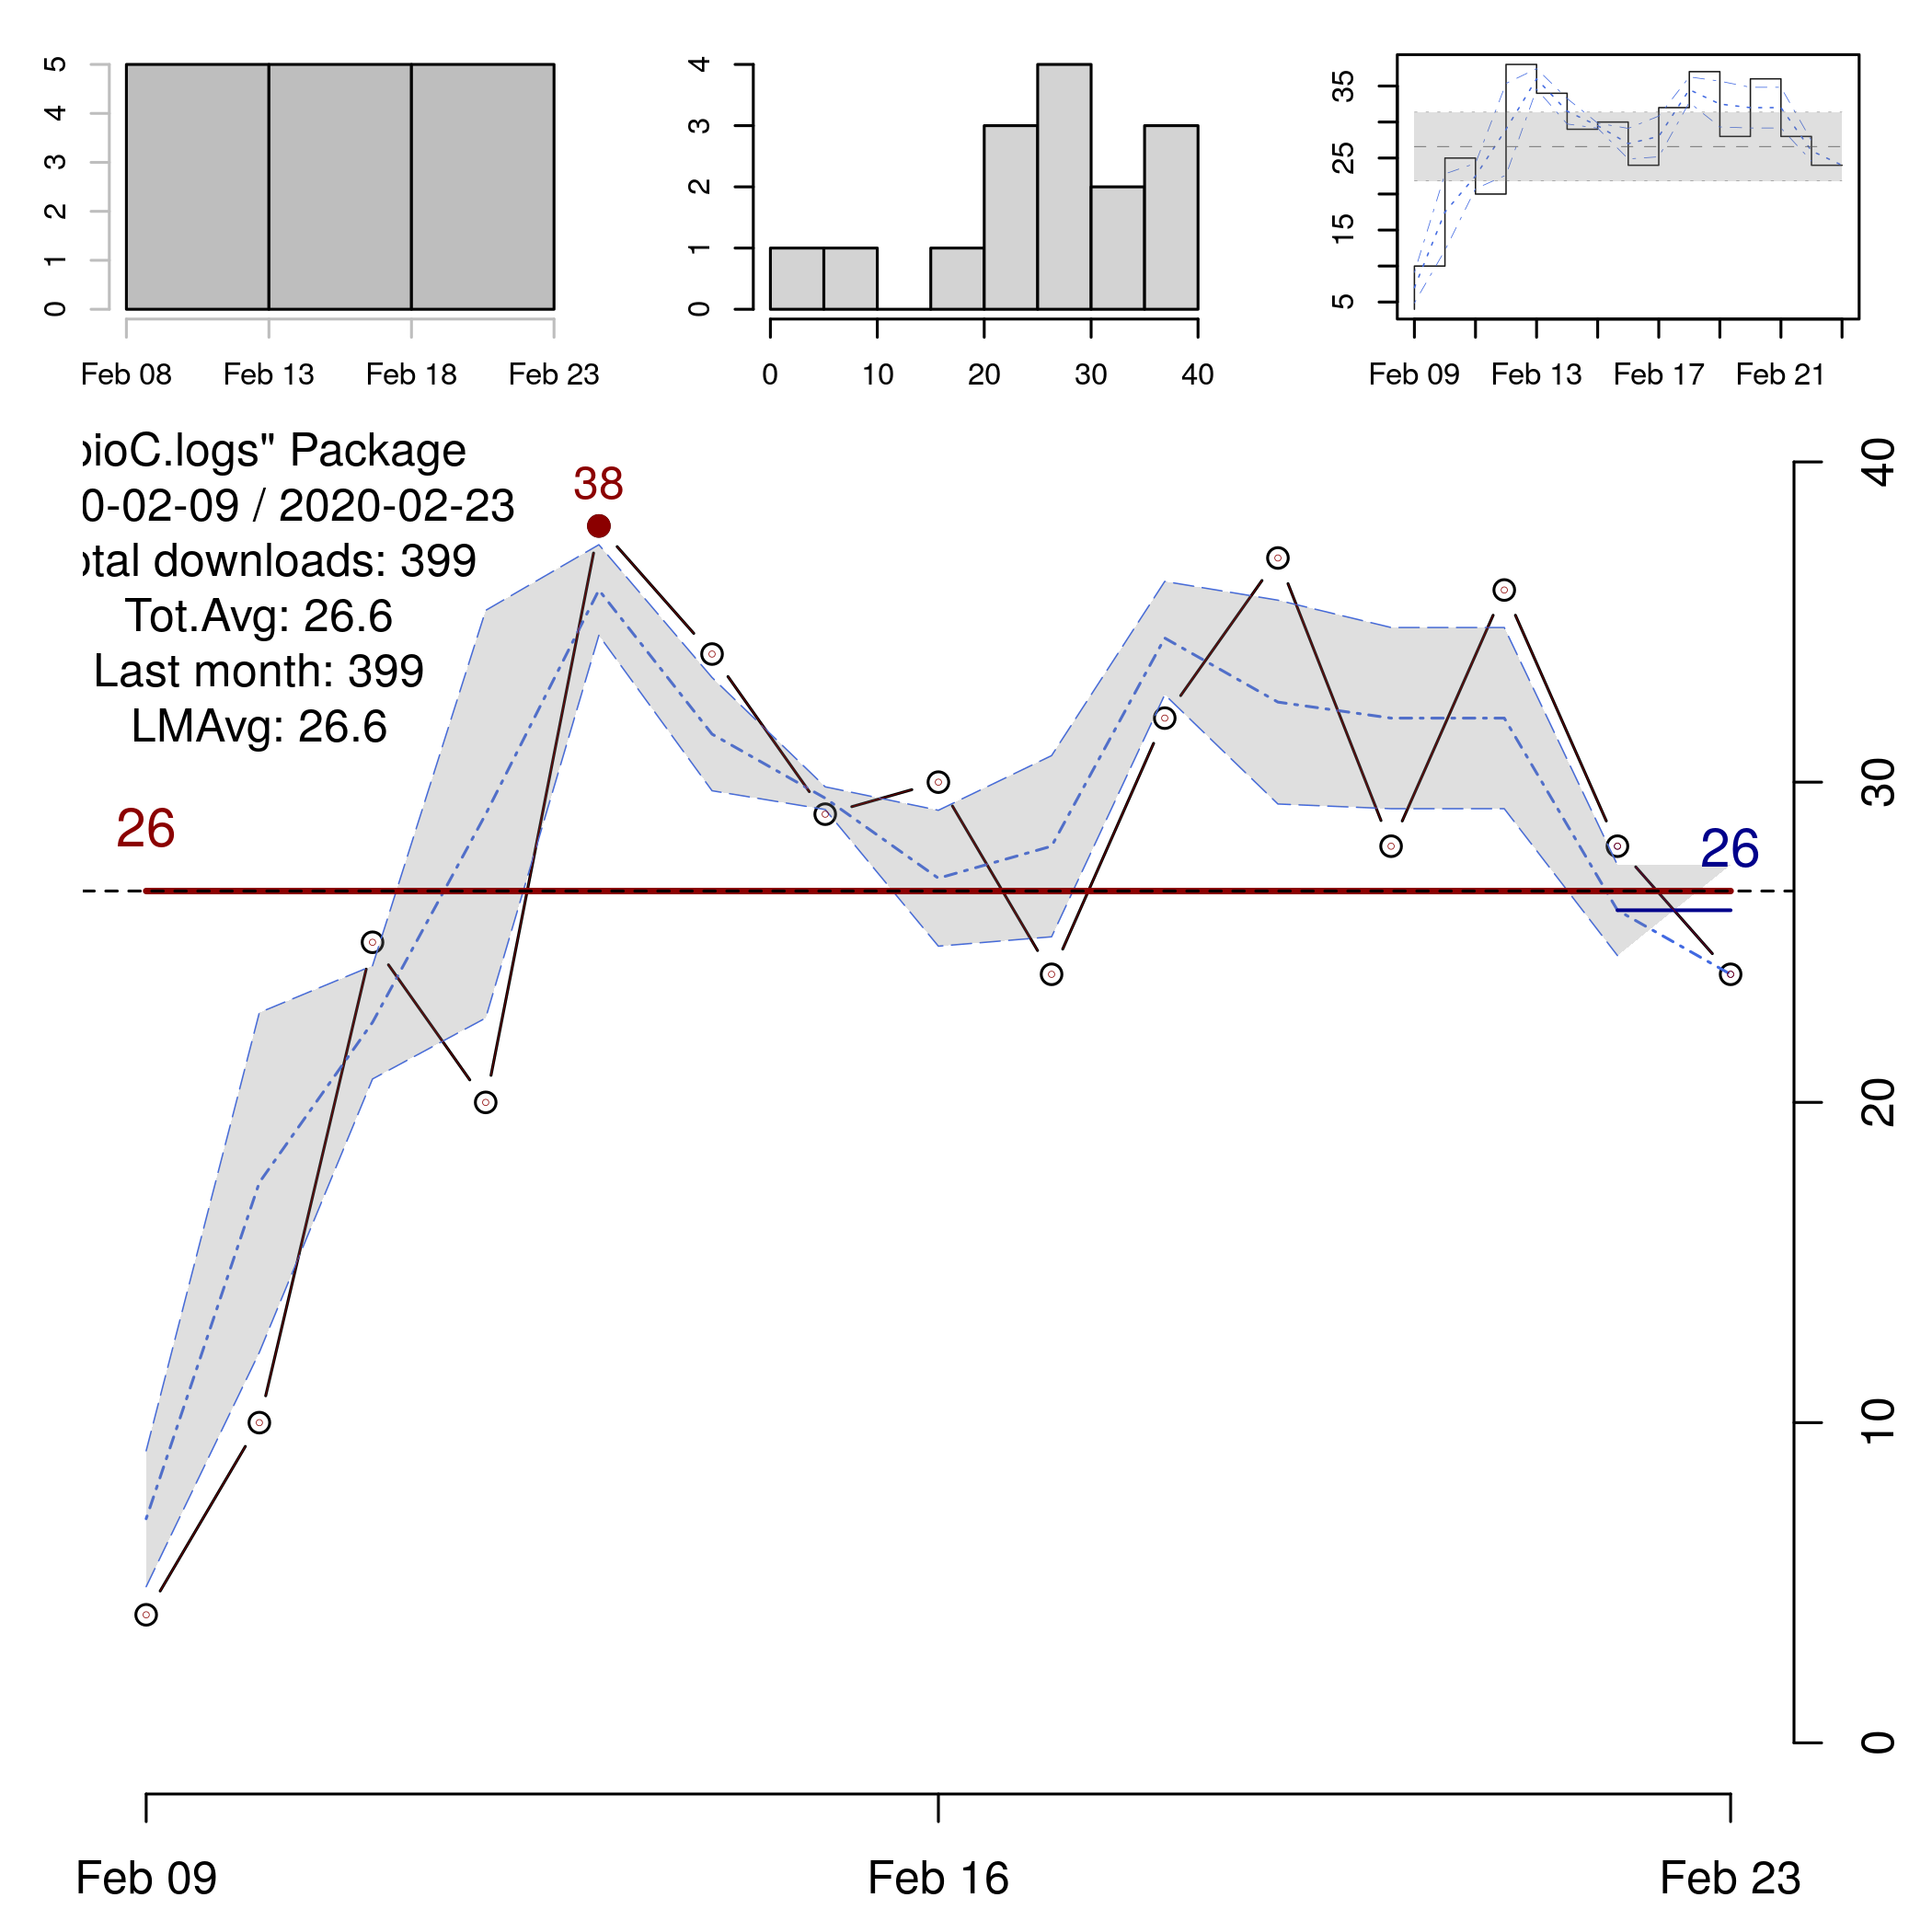 5
4
3
2
1
0
Feb 08 Feb 13 Feb 18 Feb 23
4
3
2
1
0
0 10 20 30 40
35
25
15
5
Feb 09 Feb 13 Feb 17 Feb 21
ioC.logs" Package
0-02-09 / 2020-02-23
tal downloads: 399
Tot.Avg: 26.6
Last month: 399
LMAvg: 26.6
38
26
26
40
30
20
10
0
Feb 09 Feb 16 Feb 23